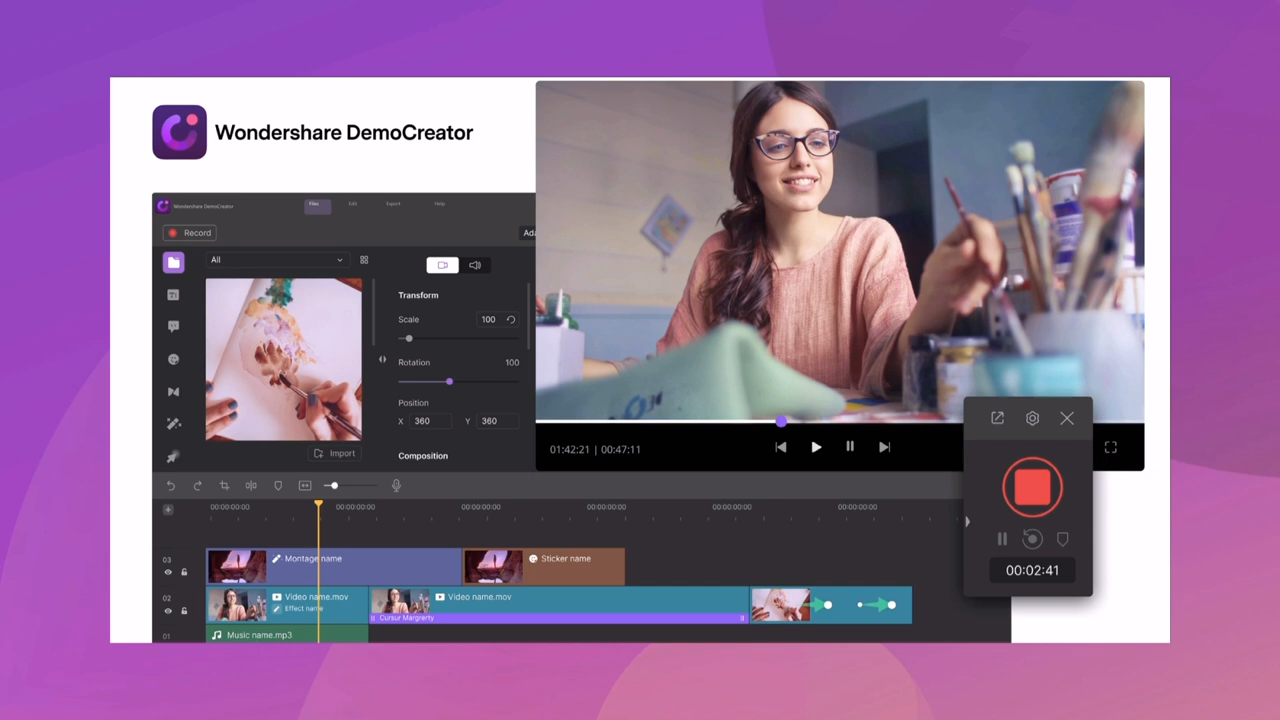 Wondershare DemoCreator
Wondershare DemoCreator
Files
Edit
Export
Help
Record
All
Transform
Scale
100
Rotation
100
Position
X 360 Y 360
Composition
Import
01:42:21 | 00:47:11
00:02:41
00:00:00:00 00:00:00:00 00:00:00:00 00:00:00:00 00:00:00:00 00:00:00:00
03
Montage name
Sticker name
02
Video name.mov
Effect name
Video name.mov
Cursur Margrerty
01
Music name.mp3